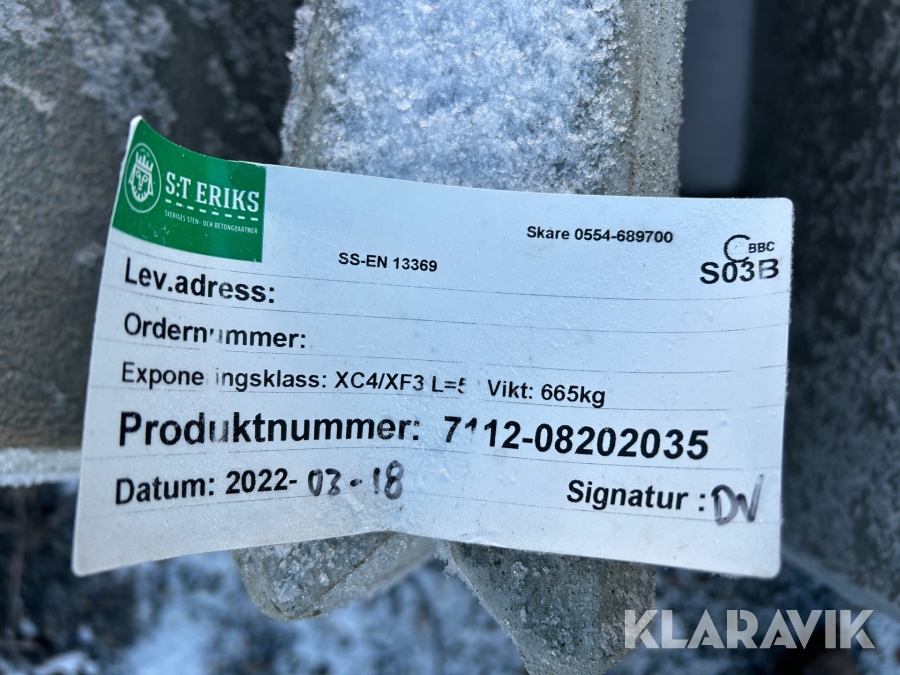 S:T ERIKS
SVERIGES STEN- OCH BETONGPARTNER
Skare 0554-689700
SS-EN 13369
BBC
S03B
Lev.adress:
Ordernummer:
Exponeringsklass: XC4/XF3 L=5 Vikt: 665kg
Produktnummer: 7112-08202035
Datum: 2022-03-18
Signatur: DV
KLARAVIK